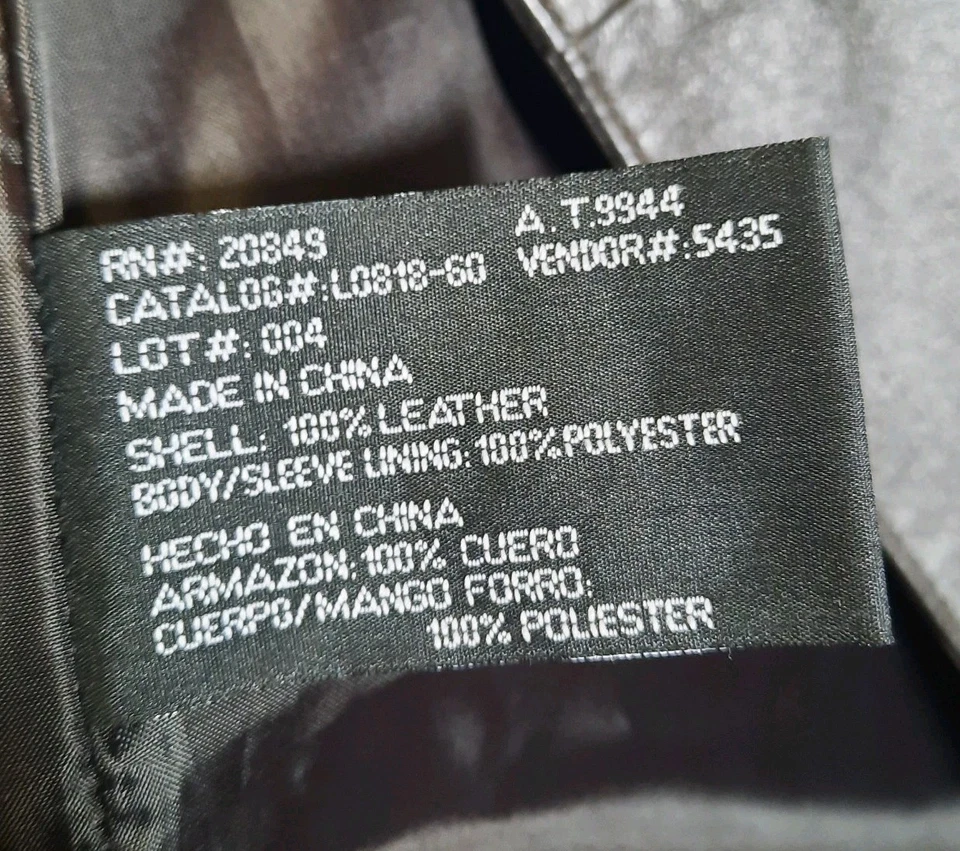 RN#: 20849 A.T.9944
CATALOG#:L0818-60 VENDOR#:5435
LOT#: 004
MADE IN CHINA
SHELL: 100% LEATHER
BODY/SLEEVE LINING:100%POLYESTER
HECHO EN CHINA
ARMAZON:100% CUERO
CUERPO/MANGO FORRO:
100% POLIESTER